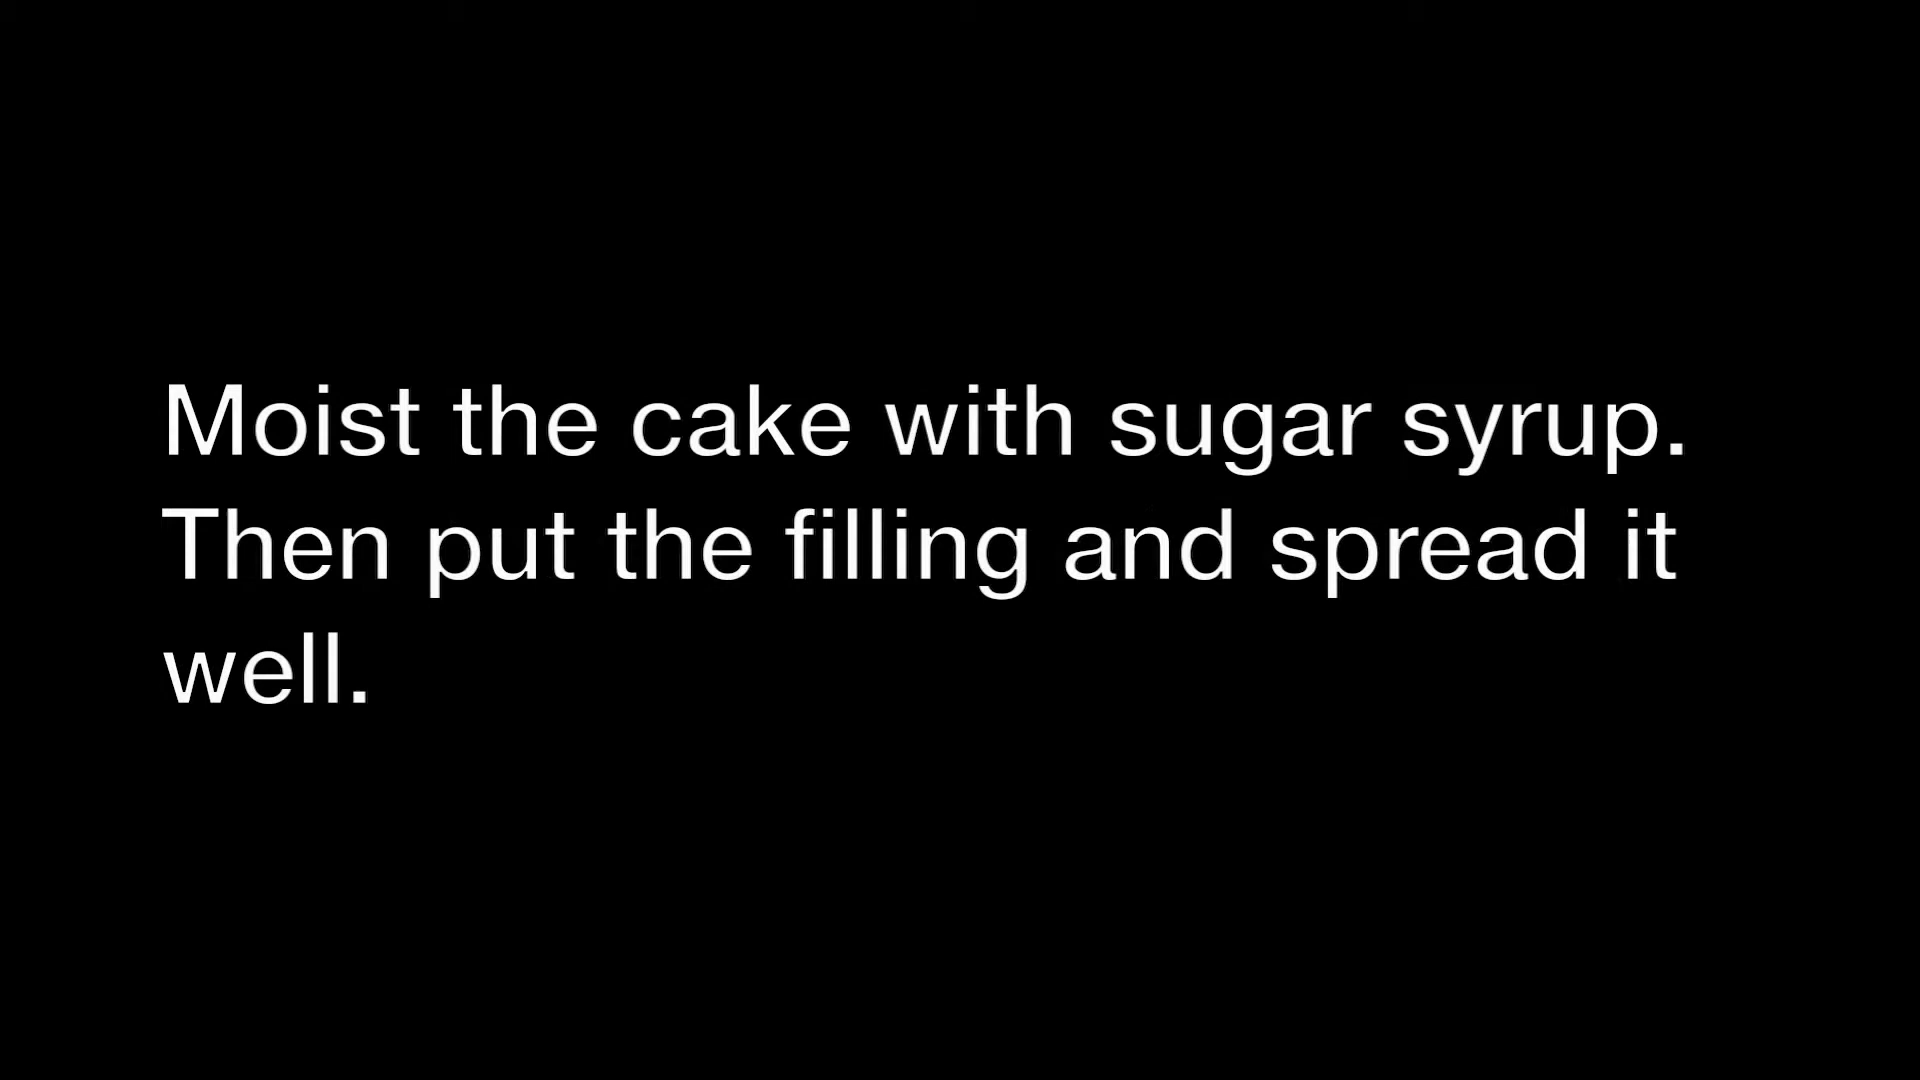 Moist the cake with sugar syrup.
Then put the filling and spread it
well.